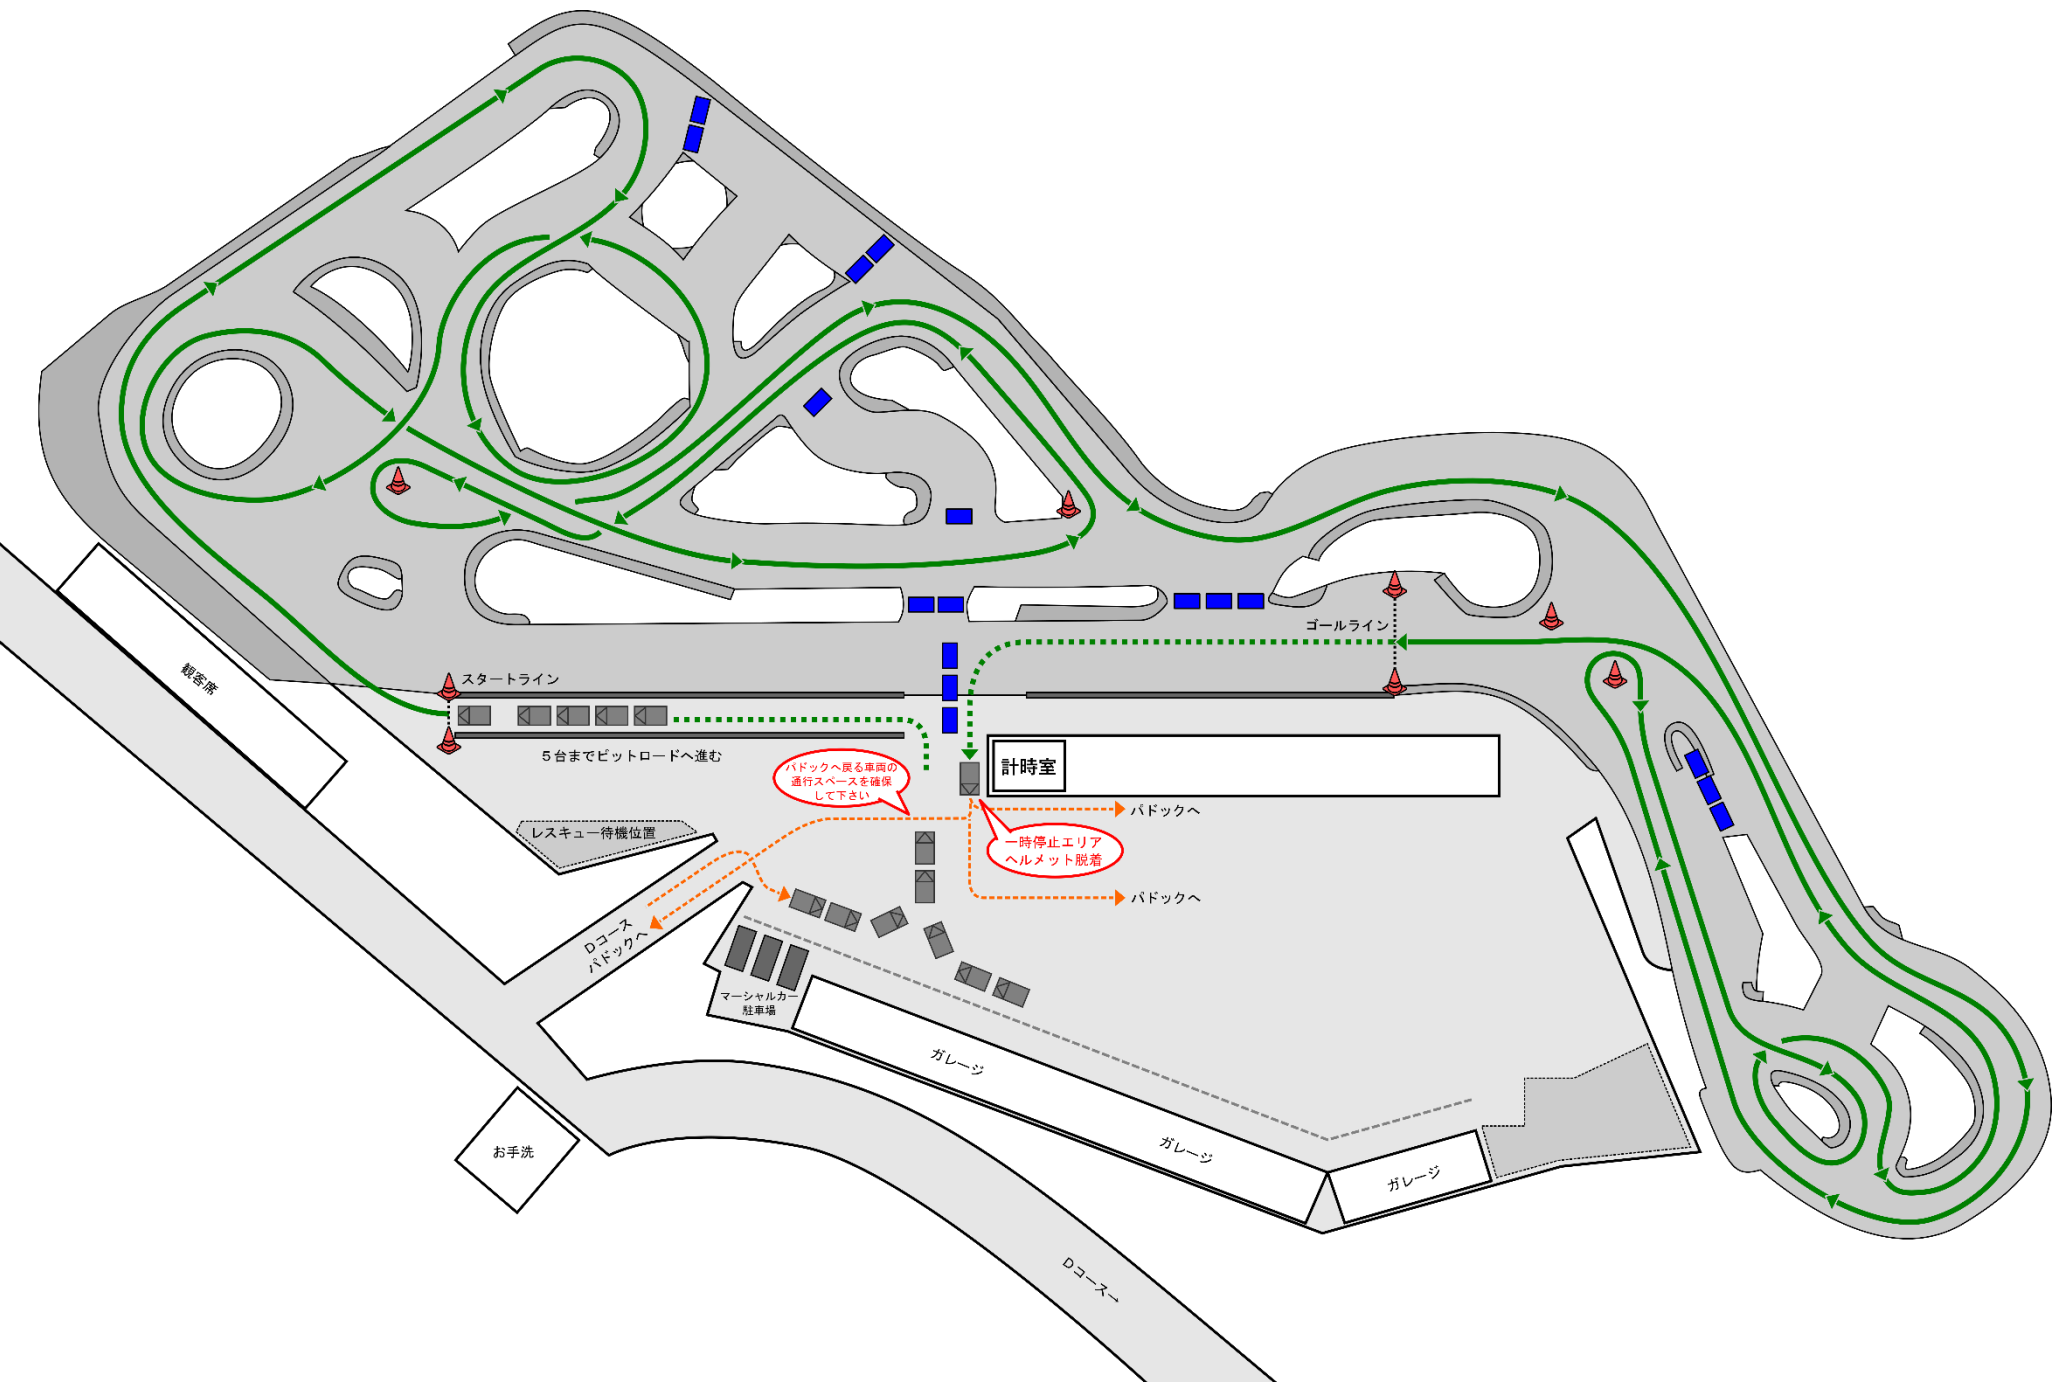 ゴールライン
観客席
スタートライン
5台までピットロードへ進む
計時室
パドックへ戻る車両の
通行スペースを確保
して下さい
パドックへ
レスキュー待機位置
一時停止エリア
ヘルメット脱着
パドックへ
Dコース
パドックへ
マーシャルカー
駐車場
ガレージ
ガレージ
ガレージ
お手洗
Dコース→